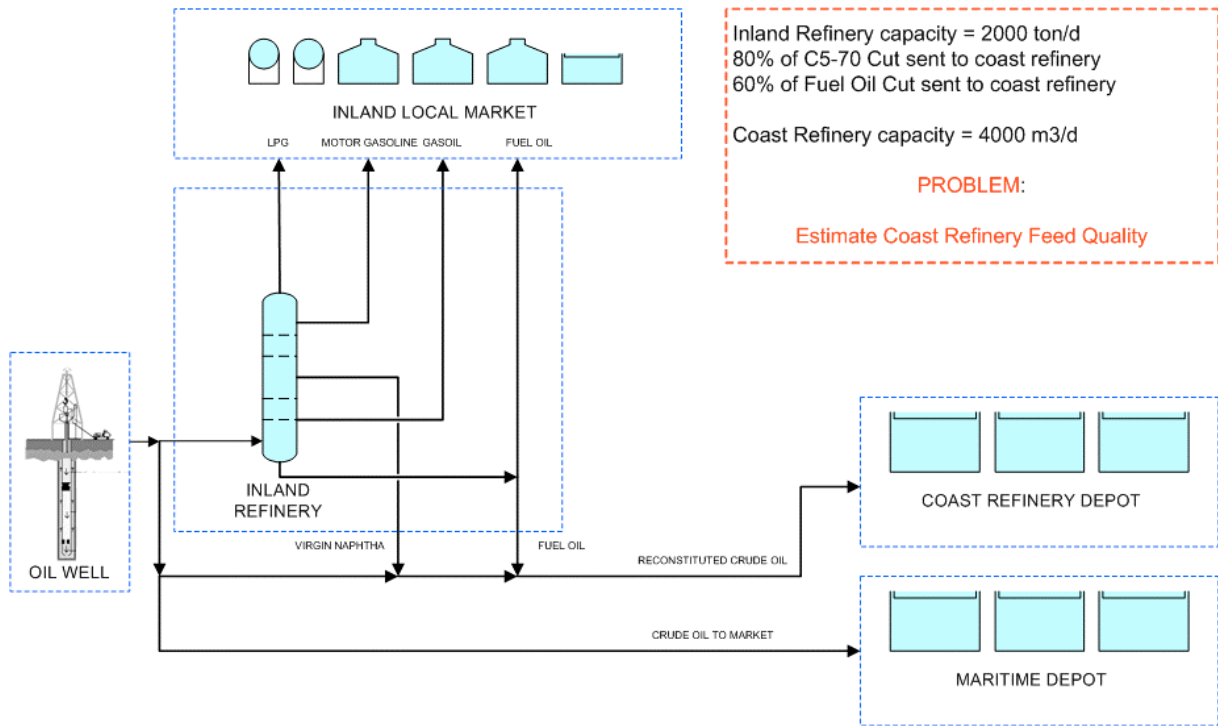 Inland Refinery capacity = 2000 ton/d
80% of C5-70 Cut sent to coast refinery
60% of Fuel Oil Cut sent to coast refinery
Coast Refinery capacity = 4000 m3/d
PROBLEM:
Estimate Coast Refinery Feed Quality
INLAND LOCAL MARKET
LPG
MOTOR GASOLINE
GASOIL
FUEL OIL
INLAND
REFINERY
OIL WELL
VIRGIN NAPHTHA
FUEL OIL
RECONSTITUTED CRUDE OIL
COAST REFINERY DEPOT
CRUDE OIL TO MARKET
MARITIME DEPOT